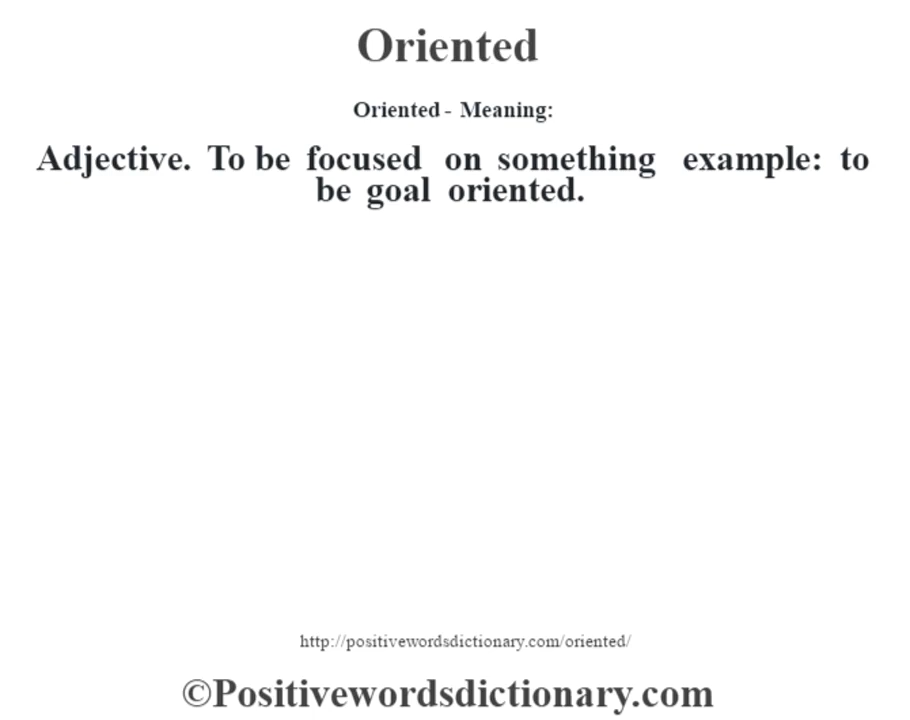 Oriented
Oriented - Meaning:
Adjective. To be focused on something example: to
be goal oriented.
http://positivewordsdictionary.com/oriented/
©Positivewordsdictionary.com